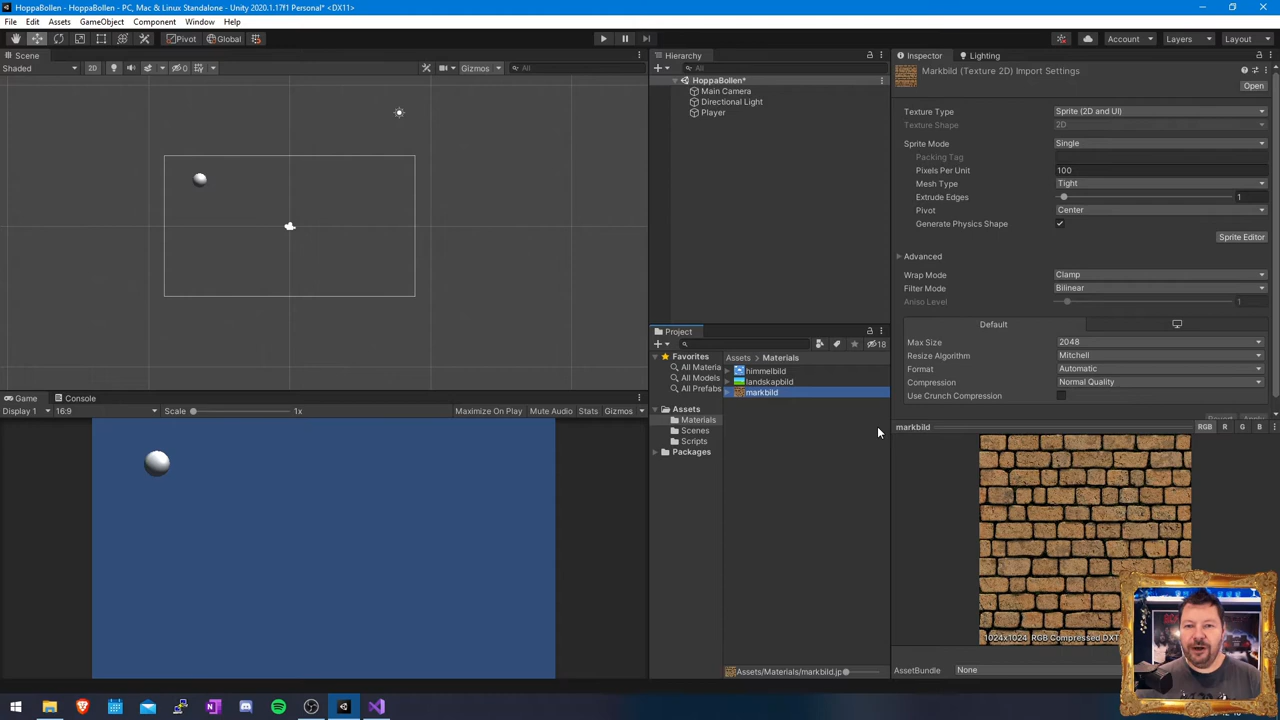 HoppaBollen - HoppaBollen - PC, Mac & Linux Standalone - Unity 2020.1.17f1 Personal* <DX11>
File Edit Assets GameObject Component Window Help
Pivot Global Account Layers Layout
Scene
Shaded 2D 0 Gizmos All
Hierarchy
All
HoppaBollen*
Main Camera
Directional Light
Player
Inspector Lighting
Markbild (Texture 2D) Import Settings
Open
Texture Type Sprite (2D and UI)
Texture Shape 2D
Sprite Mode Single
Packing Tag
Pixels Per Unit 100
Mesh Type Tight
Extrude Edges 1
Pivot Center
Generate Physics Shape
Sprite Editor
Advanced
Wrap Mode Clamp
Filter Mode Bilinear
Aniso Level 1
Default
Max Size 2048
Resize Algorithm Mitchell
Format Automatic
Compression Normal Quality
Use Crunch Compression
Revert Apply
Project
18
Favorites
All Materia
All Models
All Prefabs
Assets
Materials
Scenes
Scripts
Packages
Assets Materials
himmelbild
landskapbild
markbild
Assets/Materials/markbild.jp
Game Console
Display 1 16:9 Scale 1x Maximize On Play Mute Audio Stats Gizmos
markbild RGB R G B
1024x1024 RGB Compressed DXT
AssetBundle None